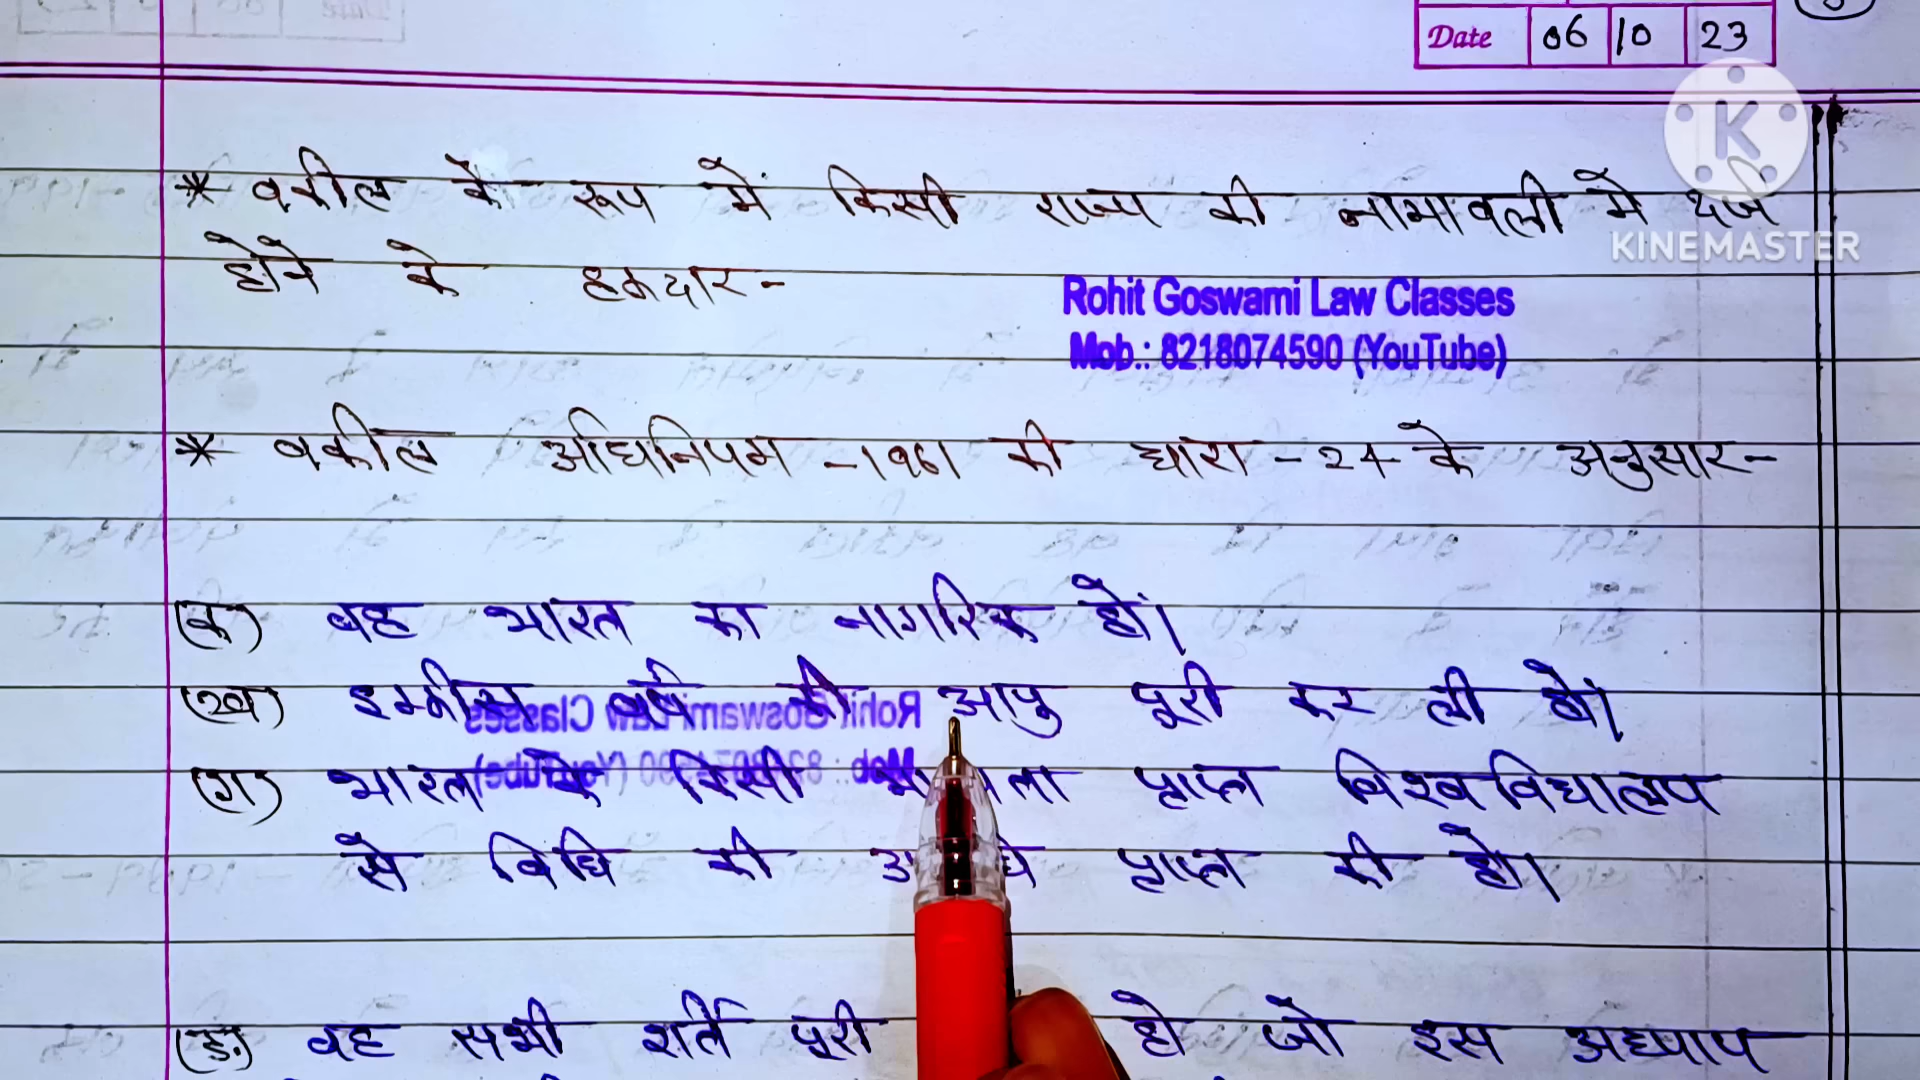 Date 06 10 23
* वकील के रूप में किसी राज्य की नामावली में दर्ज
KINEMASTER
होने के हकदार-
Rohit Goswami Law Classes
Mob.: 8218074590 (YouTube)
* वकील अधिनियम -1961 की धारा -24- के अनुसार-
(क) वह भारत का नागरिक हों।
(ख) इक्कीस वर्ष की आयु पूरी कर ली हों।
(ग) भारत के किसी प्राप्त विश्वविद्यालय
से विधि की प्राप्त की हो।
(ङ) वह सभी शर्ते पूरी हो जो इस अध्याय